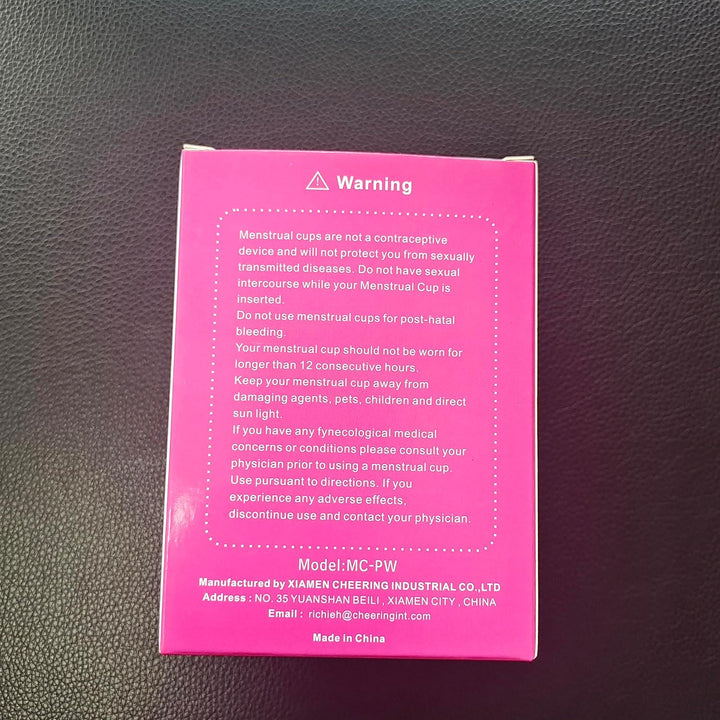 Warning
Menstrual cups are not a contraceptive
device and will not protect you from sexually
transmitted diseases. Do not have sexual
intercourse while your Menstrual Cup is
inserted.
Do not use menstrual cups for post-hatal
bleeding.
Your menstrual cup should not be worn for
longer than 12 consecutive hours.
Keep your menstrual cup away from
damaging agents, pets, children and direct
sun light.
If you have any fynecological medical
concerns or conditions please consult your
physician prior to using a menstrual cup.
Use pursuant to directions. If you
experience any adverse effects,
discontinue use and contact your physician.
Model:MC-PW
Manufactured by XIAMEN CHEERING INDUSTRIAL CO.,LTD
Address : NO. 35 YUANSHAN BEILI , XIAMEN CITY , CHINA
Email : richieh@cheeringint.com
Made in China